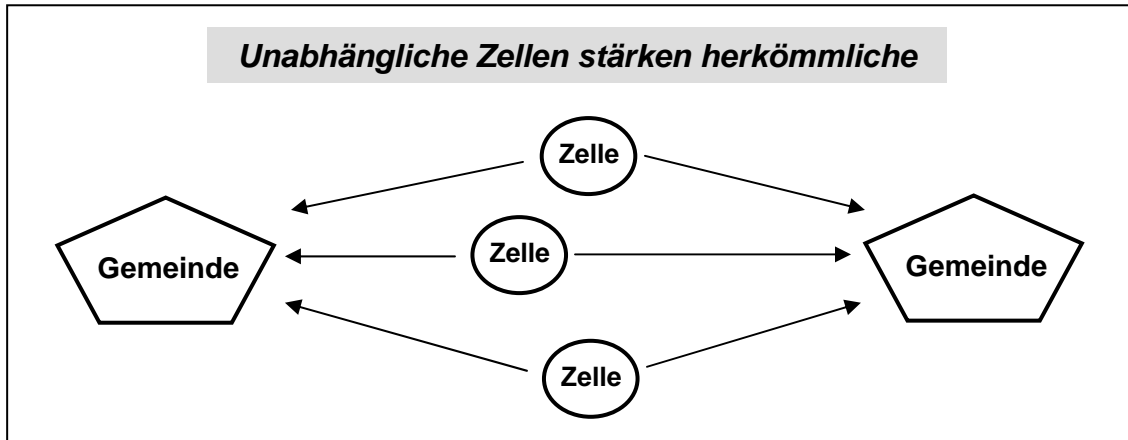 Unabhängliche Zellen stärken herkömmliche
Zelle
Gemeinde
Zelle
Gemeinde
Zelle